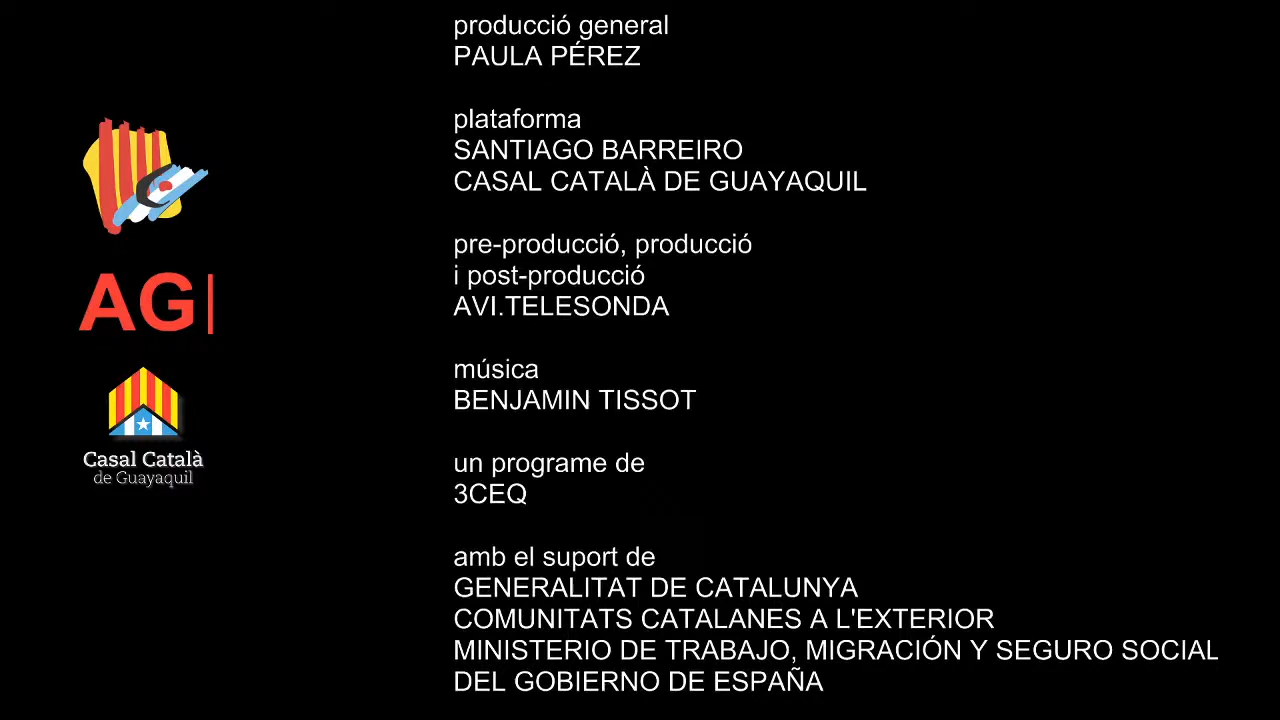 producció general
PAULA PÉREZ
plataforma
SANTIAGO BARREIRO
CASAL CATALÀ DE GUAYAQUIL
pre-producció, producció
i post-producció
AVI.TELESONDA
música
BENJAMIN TISSOT
un programe de
3CEQ
amb el suport de
GENERALITAT DE CATALUNYA
COMUNITATS CATALANES A L'EXTERIOR
MINISTERIO DE TRABAJO, MIGRACIÓN Y SEGURO SOCIAL
DEL GOBIERNO DE ESPAÑA
AG|
Casal Català
de Guayaquil